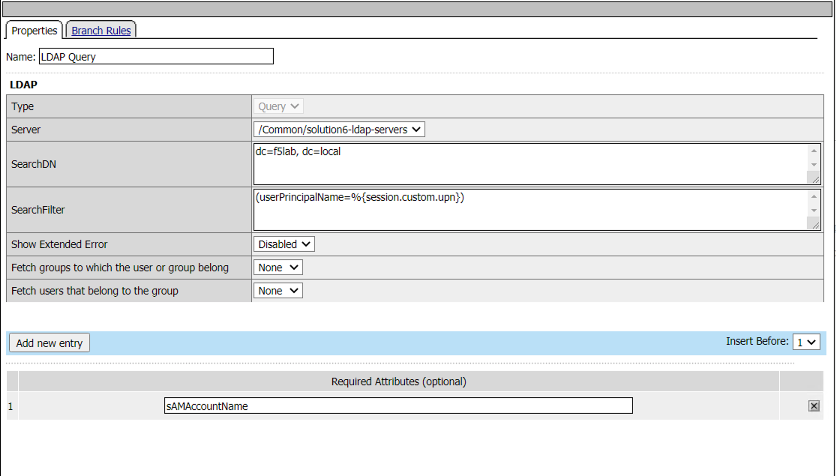 Properties Branch Rules
Name: LDAP Query
LDAP
Type Query
Server /Common/solution6-ldap-servers
SearchDN dc=f5lab, dc=local
SearchFilter (userPrincipalName=%{session.custom.upn})
Show Extended Error Disabled
Fetch groups to which the user or group belong None
Fetch users that belong to the group None
Add new entry Insert Before: 1
Required Attributes (optional)
1 sAMAccountName